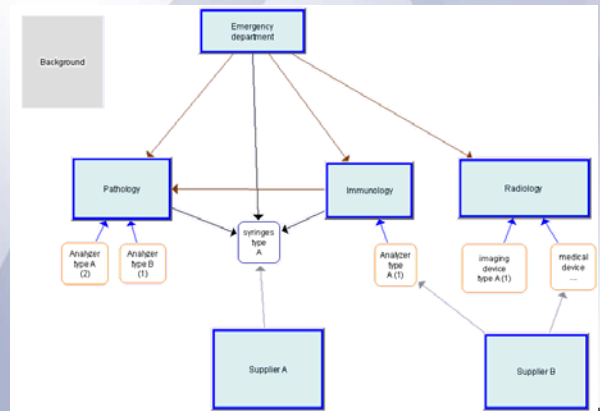 Emergency
department
Background
Pathology
Immunology
Radiology
syringes
type
A
Analyzer
type A
(2)
Analyzer
type B
(1)
Analyzer
type
A (1)
imaging
device
type A (1)
medical
device
...
Supplier A
Supplier B